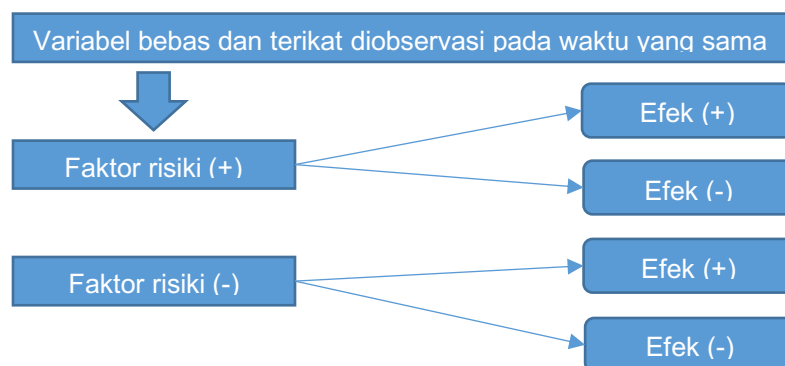 Variabel bebas dan terikat diobservasi pada waktu yang sama
Efek (+)
Faktor risiki (+)
Efek (-)
Efek (+)
Faktor risiki (-)
Efek (-)